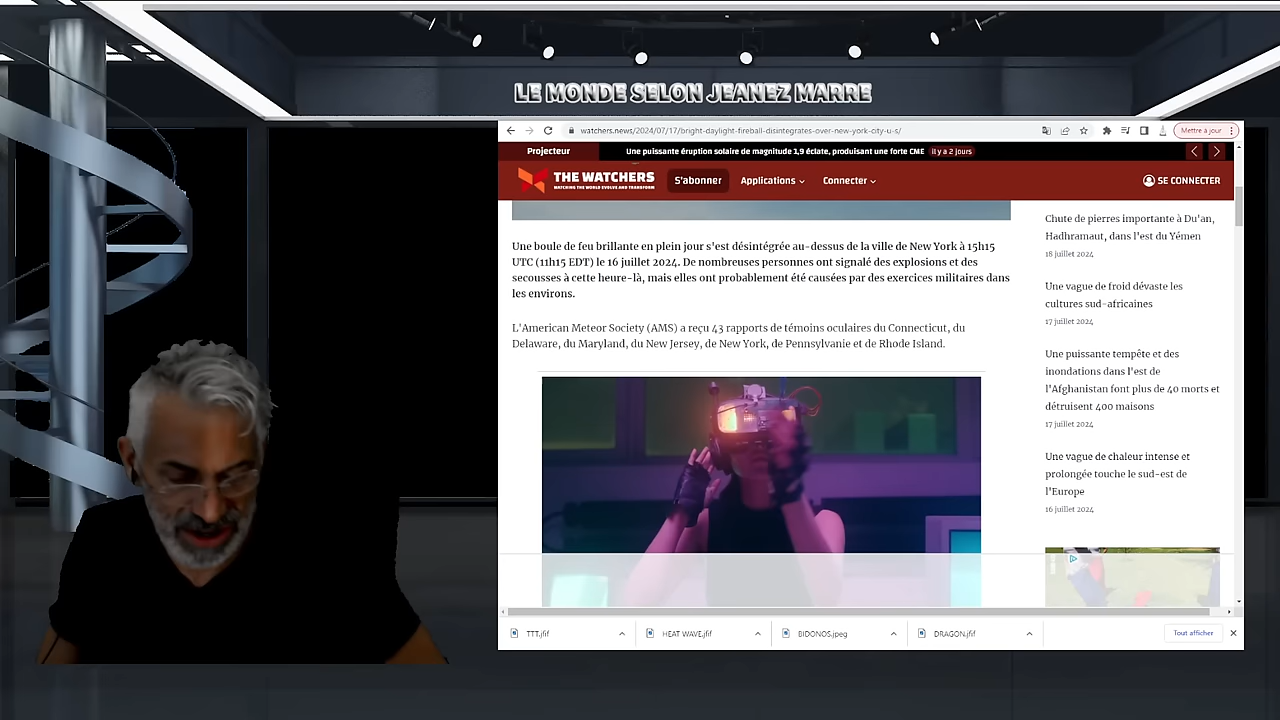 LE MONDE SELON JEANEZ MARRE
watchers.news/2024/07/17/bright-daylight-fireball-disintegrates-over-new-york-city-u-s/
Mettre à jour
Projecteur
Une puissante éruption solaire de magnitude 1,9 éclate, produisant une forte CME il y a 2 jours
THE WATCHERS
WATCHING THE WORLD EVOLVE AND TRANSFORM
S'abonner
Applications
Connecter
SE CONNECTER
Une boule de feu brillante en plein jour s'est désintégrée au-dessus de la ville de New York à 15h15
UTC (11h15 EDT) le 16 juillet 2024. De nombreuses personnes ont signalé des explosions et des
secousses à cette heure-là, mais elles ont probablement été causées par des exercices militaires dans
les environs.
L'American Meteor Society (AMS) a reçu 43 rapports de témoins oculaires du Connecticut, du
Delaware, du Maryland, du New Jersey, de New York, de Pennsylvanie et de Rhode Island.
Chute de pierres importante à Du'an,
Hadhramaut, dans l'est du Yémen
18 juillet 2024
Une vague de froid dévaste les
cultures sud-africaines
17 juillet 2024
Une puissante tempête et des
inondations dans l'est de
l'Afghanistan font plus de 40 morts et
détruisent 400 maisons
17 juillet 2024
Une vague de chaleur intense et
prolongée touche le sud-est de
l'Europe
16 juillet 2024
TTT.jfif
HEAT WAVE.jfif
BIDONOS.jpeg
DRAGON.jfif
Tout afficher